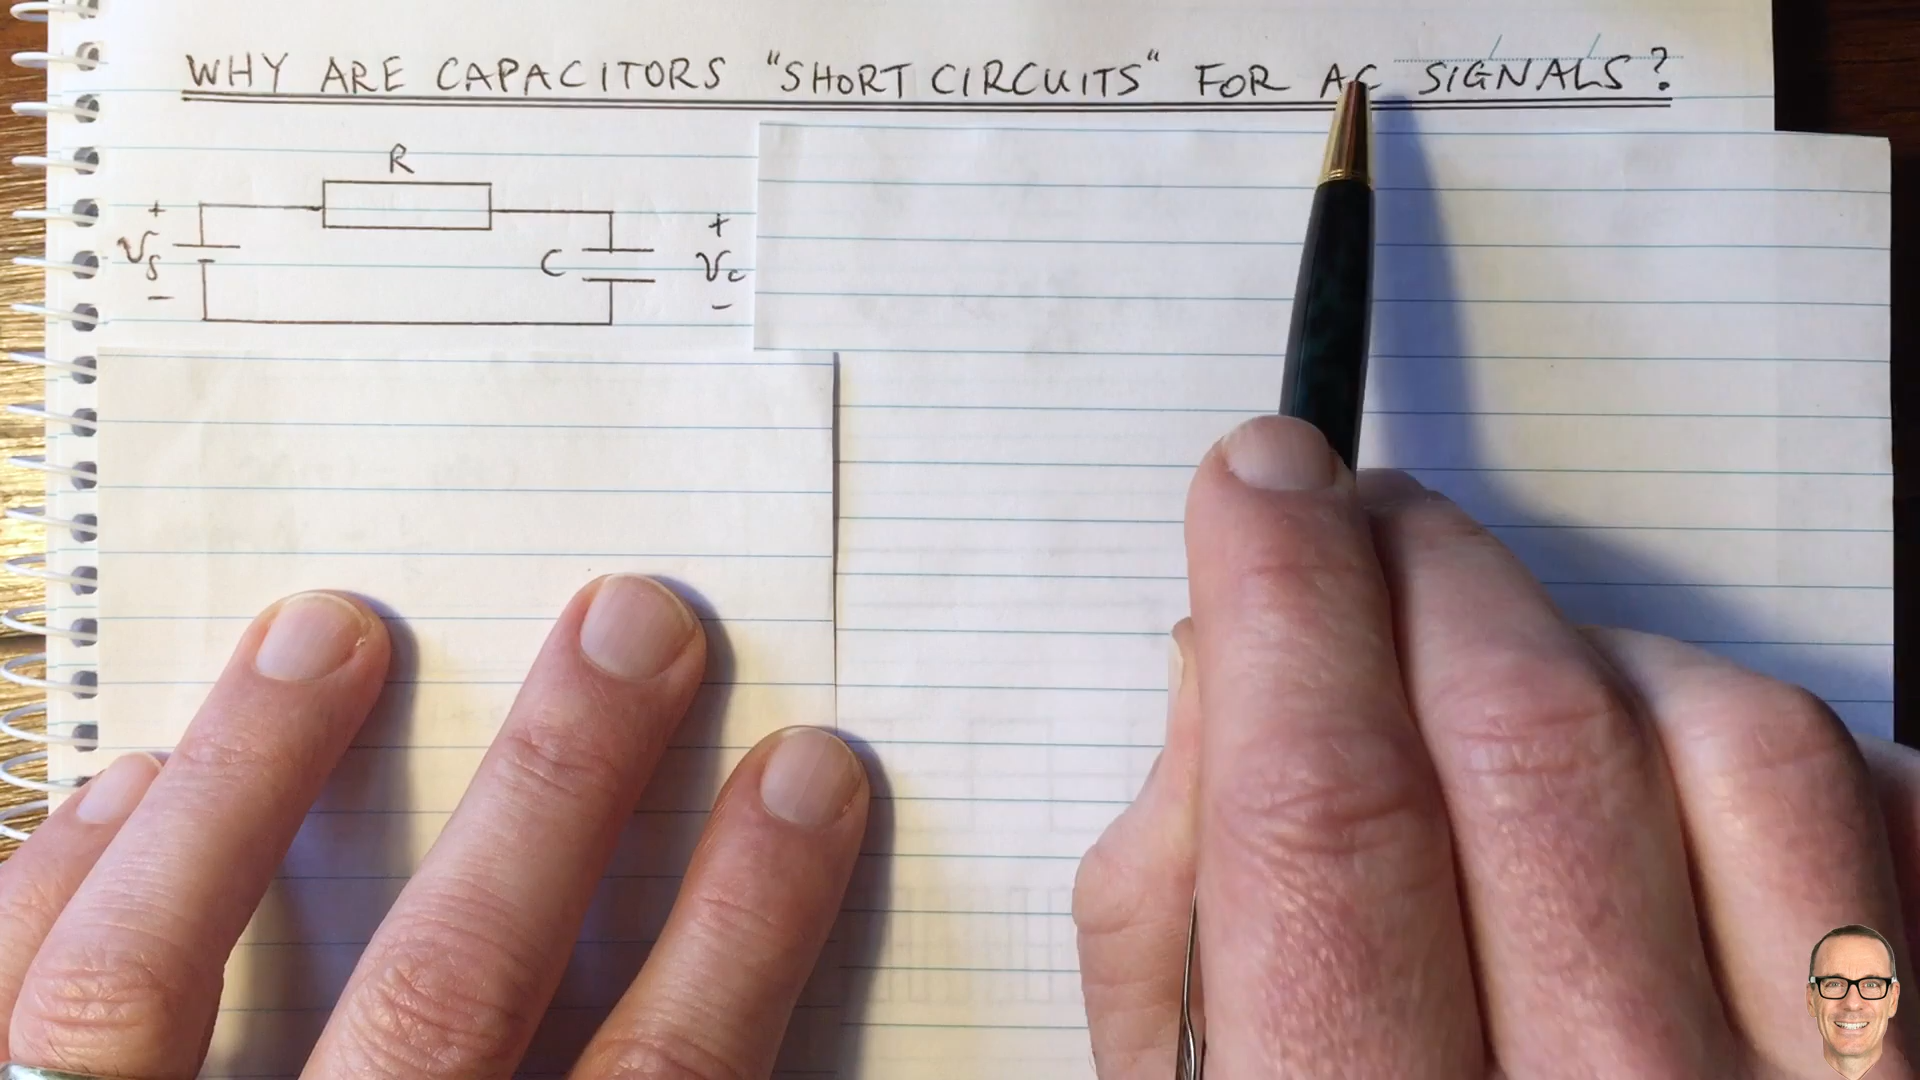 WHY ARE CAPACITORS "SHORT CIRCUITS" FOR AC SIGNALS?
R
+
Vs
−
C
+
Vc
−